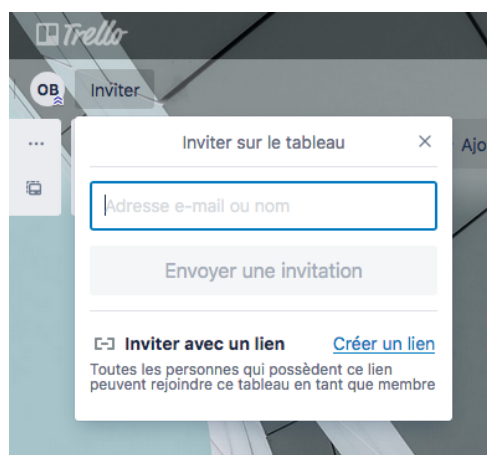 Trello
OB
Inviter
...
Inviter sur le tableau
Ajo
Adresse e-mail ou nom
Envoyer une invitation
Inviter avec un lien Créer un lien
Toutes les personnes qui possèdent ce lien
peuvent rejoindre ce tableau en tant que membre